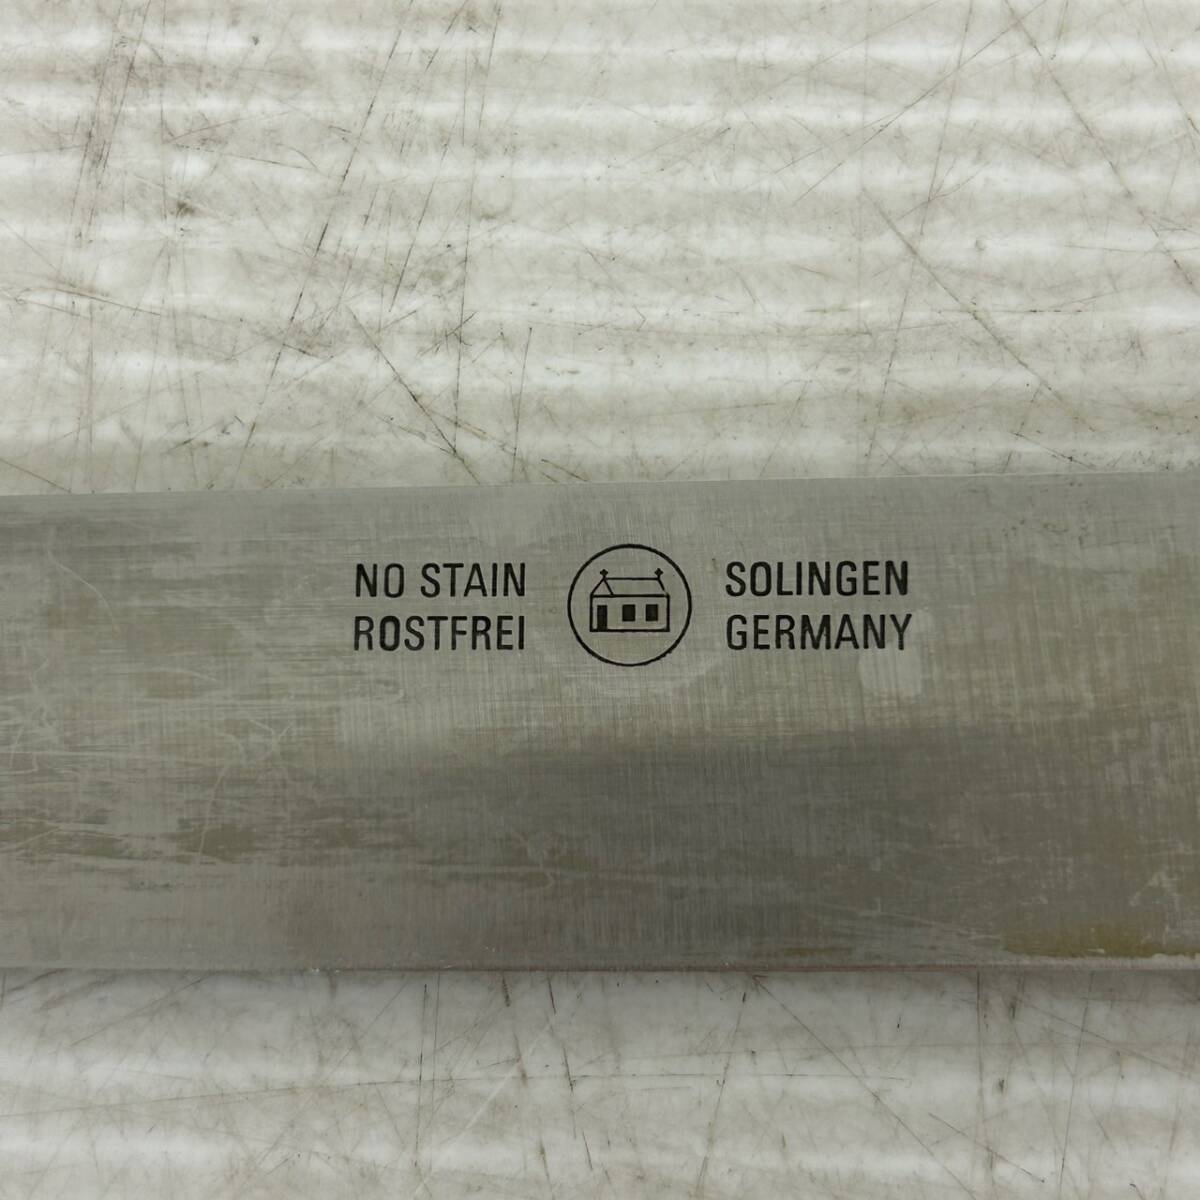 NO STAIN
ROSTFREI
SOLINGEN
GERMANY